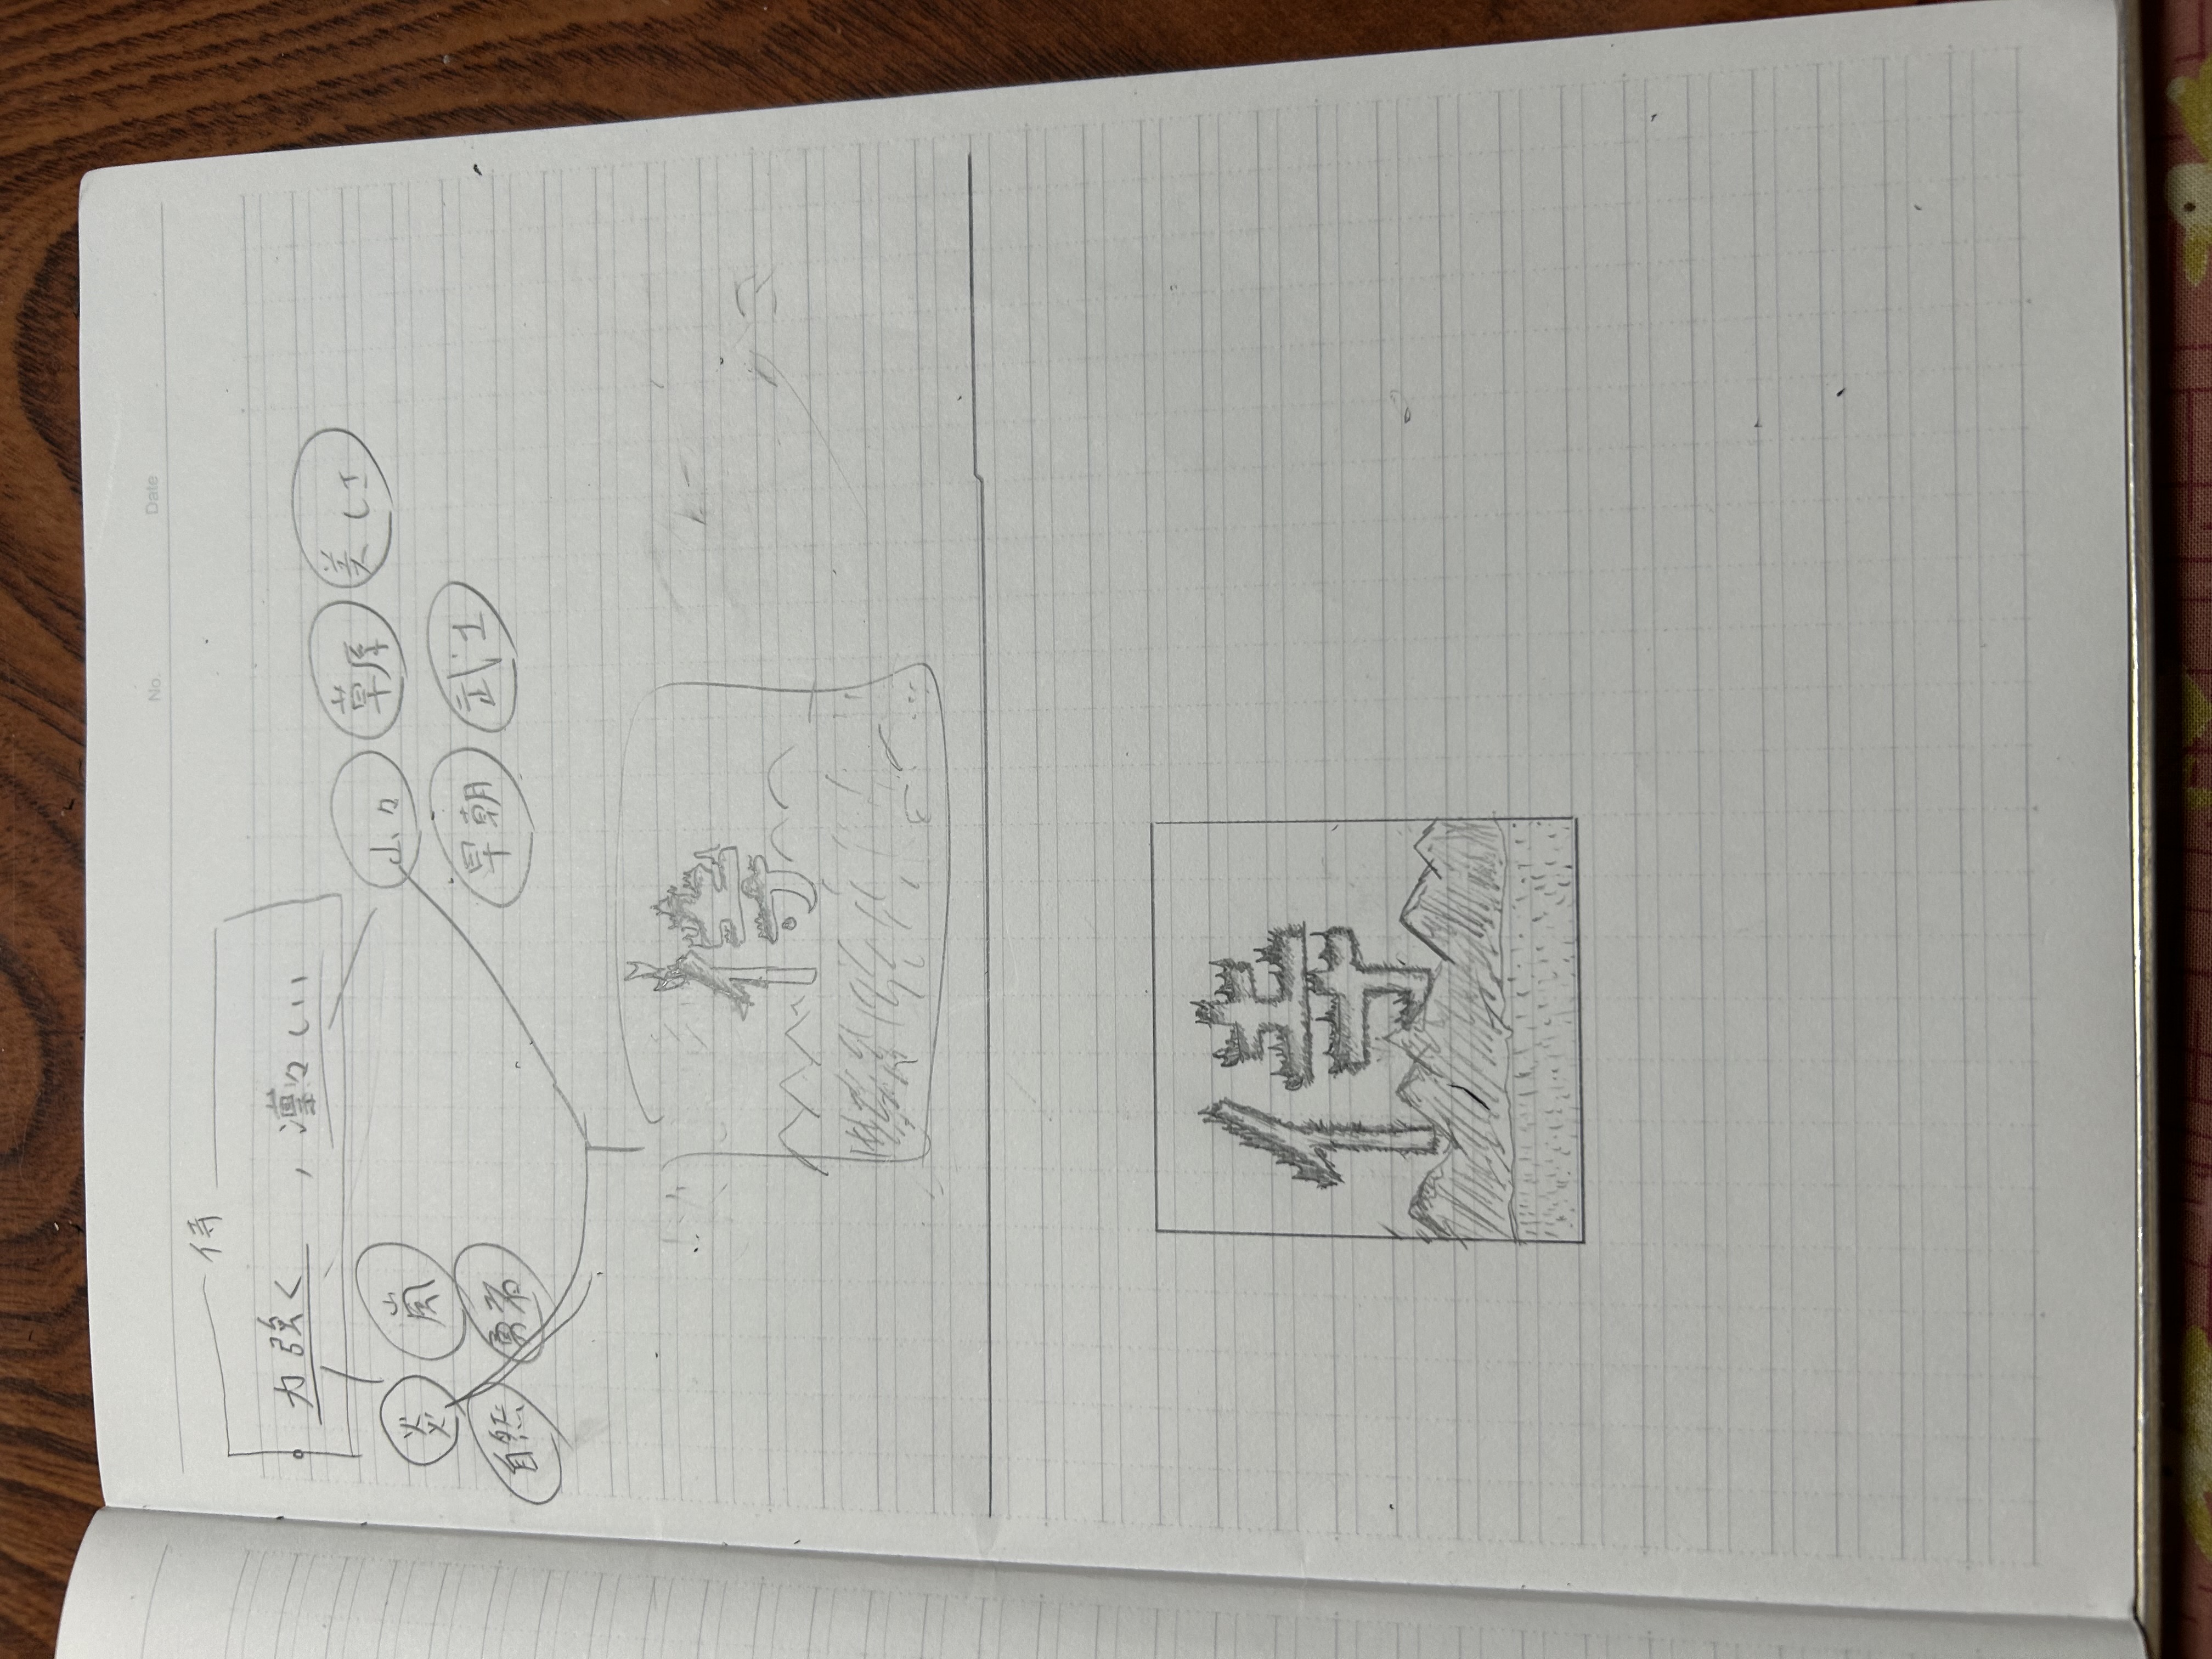 No. Date
侍
力強く , 凛々しい
山々 草原 美しさ
炎 嵐
早朝 武士
自然 勇者
侍
侍